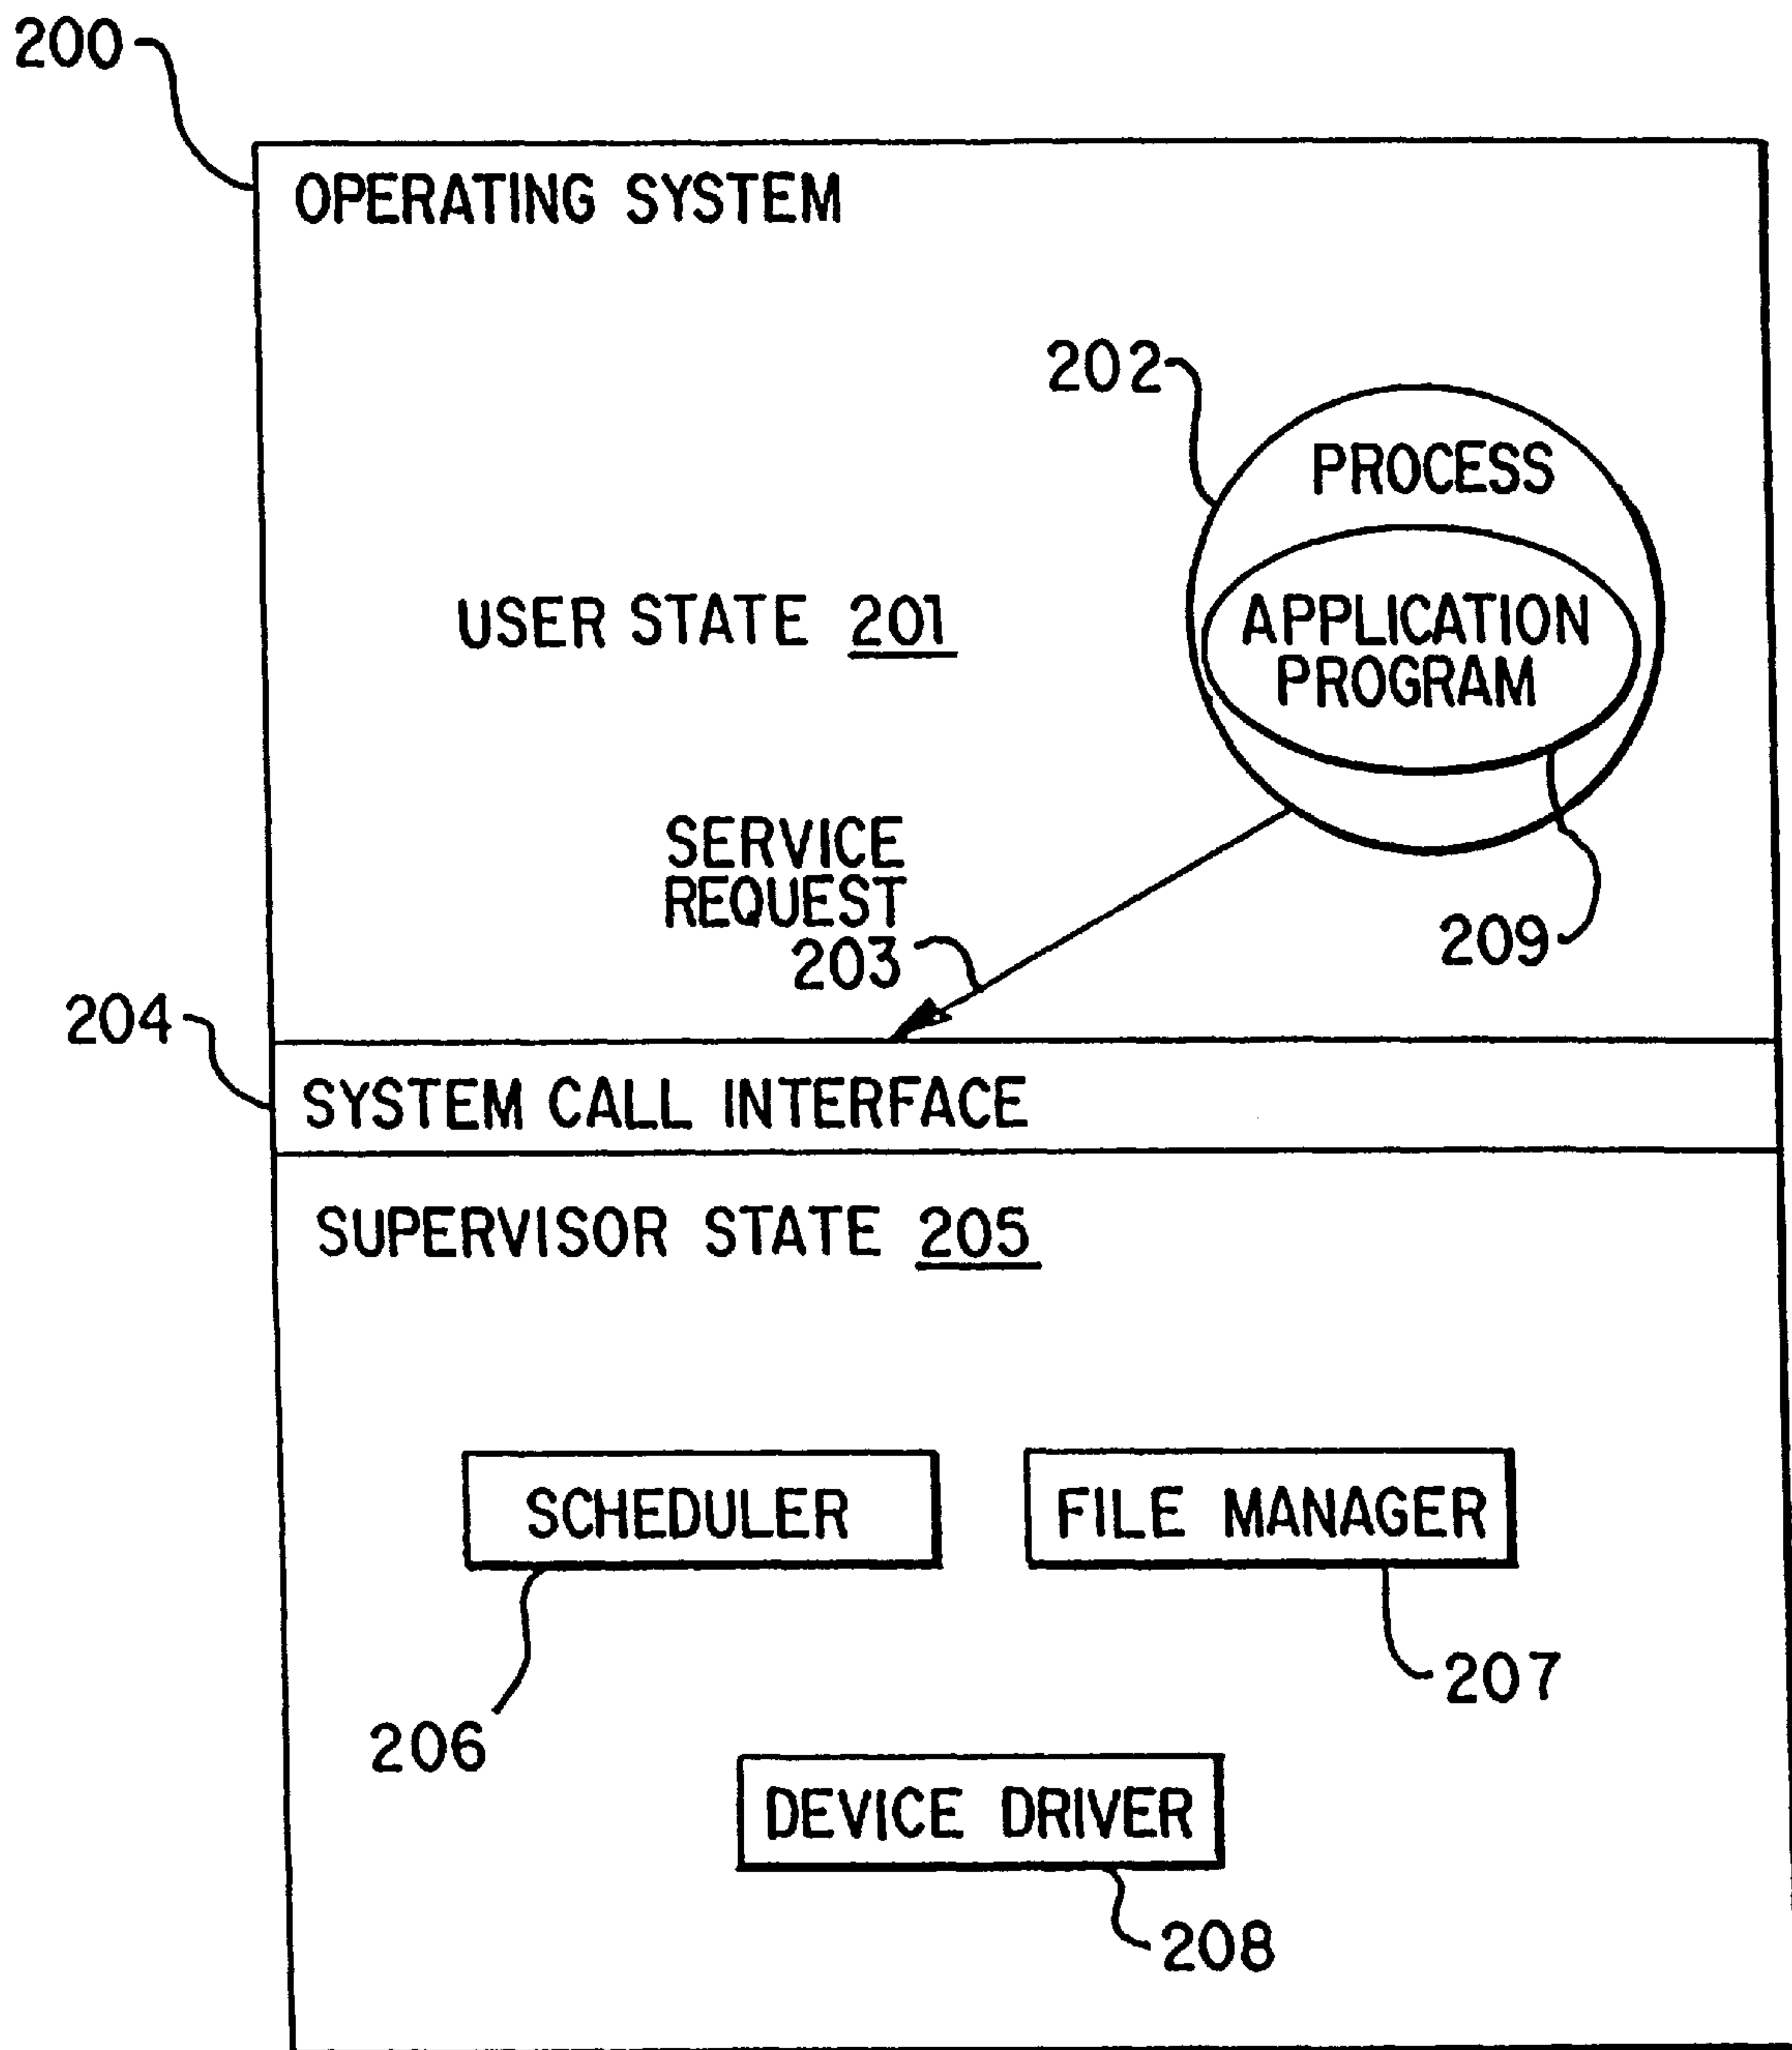 200
OPERATING SYSTEM
202
PROCESS
APPLICATION
PROGRAM
USER STATE 201
SERVICE
REQUEST
203
209
204
SYSTEM CALL INTERFACE
SUPERVISOR STATE 205
SCHEDULER
FILE MANAGER
206
207
DEVICE DRIVER
208